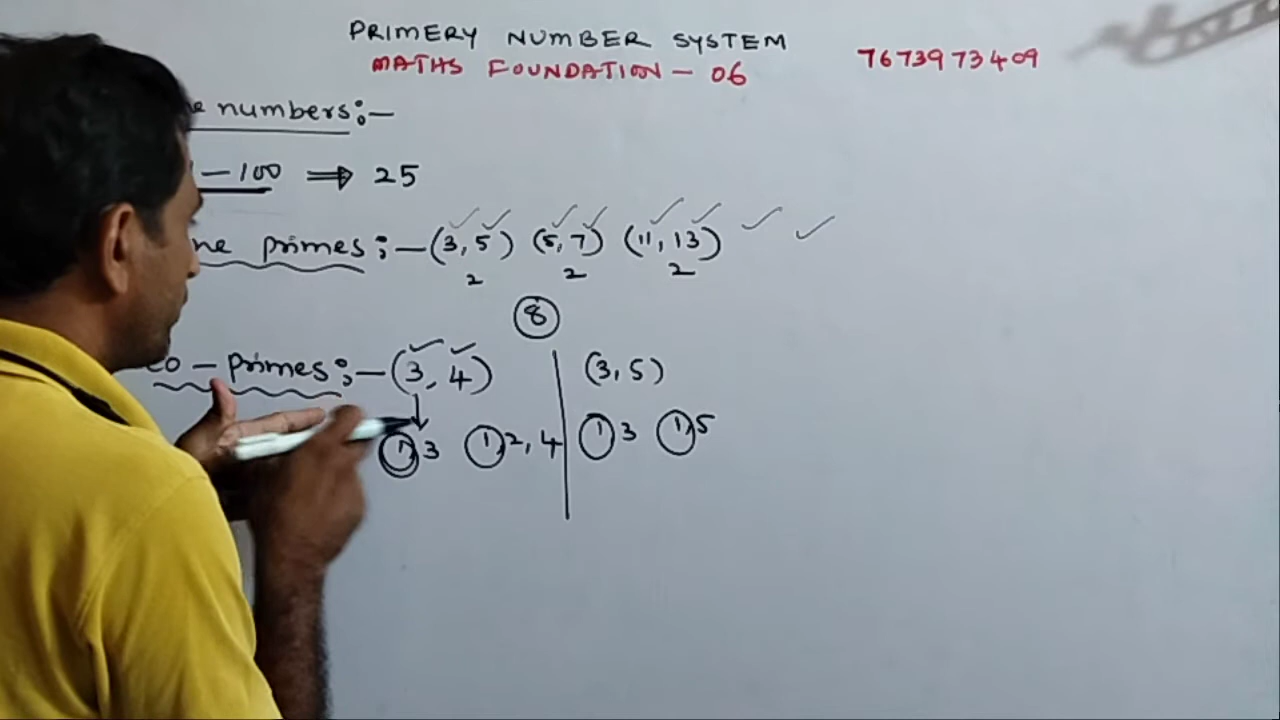 PRIMERY NUMBER SYSTEM
MATHS FOUNDATION - 06
7673973409
numbers:-
- 100 ⇒ 25
primes:- (3, 5) (5, 7) (11, 13)
2 2 2
8
co-primes:- (3, 4) (3, 5)
1, 3 1, 2, 4 1 3 1, 5